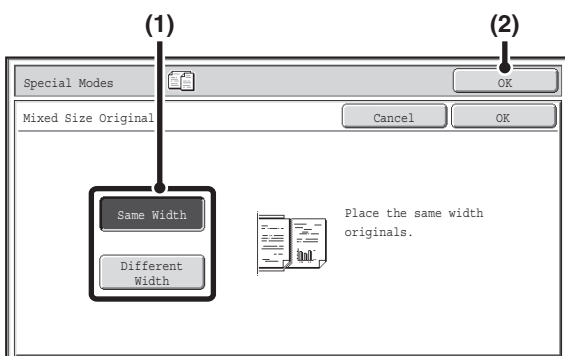 (1) (2)
Special Modes OK
Mixed Size Original Cancel OK
Same Width
Place the same width
originals.
Different
Width